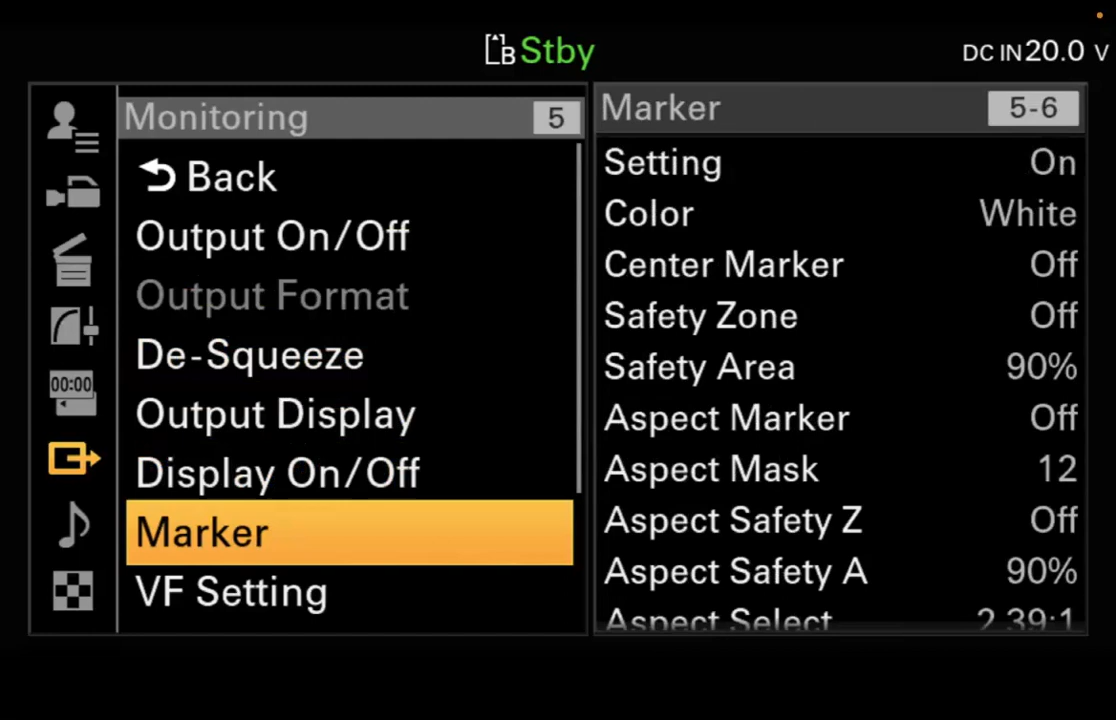 B Stby
DC IN 20.0 V
Monitoring 5
Back
Output On/Off
Output Format
De-Squeeze
Output Display
Display On/Off
Marker
VF Setting
00:00
Marker 5-6
Setting On
Color White
Center Marker Off
Safety Zone Off
Safety Area 90%
Aspect Marker Off
Aspect Mask 12
Aspect Safety Z Off
Aspect Safety A 90%
Aspect Select 2.39:1